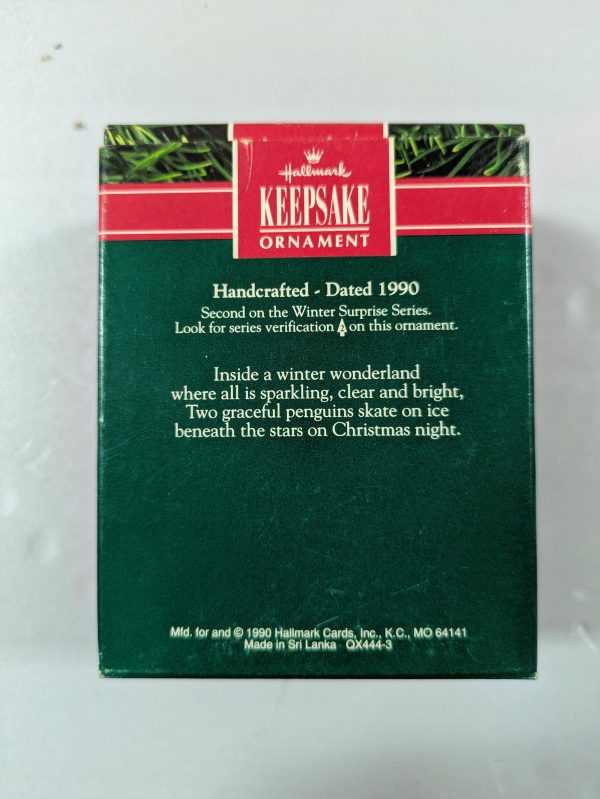 Hallmark
KEEPSAKE
ORNAMENT
Handcrafted - Dated 1990
Second on the Winter Surprise Series.
Look for series verification on this ornament.
Inside a winter wonderland
where all is sparkling, clear and bright,
Two graceful penguins skate on ice
beneath the stars on Christmas night.
Mfd. for and © 1990 Hallmark Cards, Inc., K.C., MO 64141
Made in Sri Lanka QX444-3